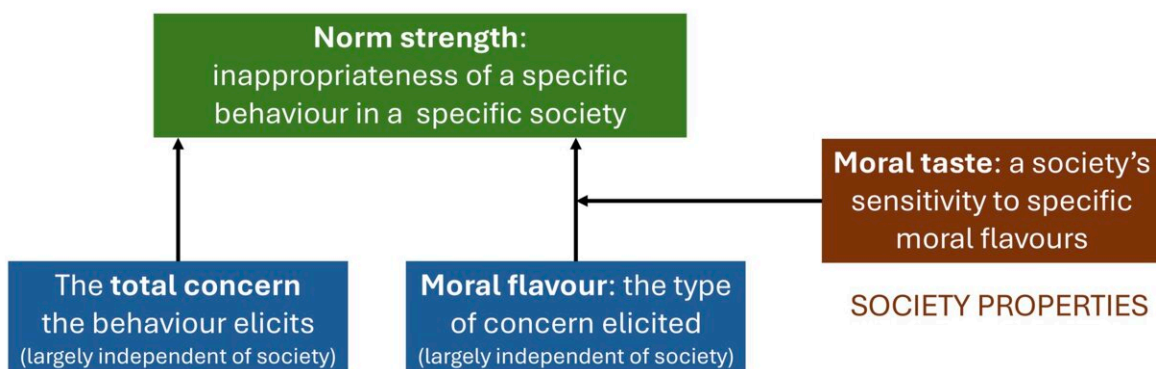 Norm strength:
inappropriateness of a specific
behaviour in a specific society
Moral taste: a society's
sensitivity to specific
moral flavours
The total concern
the behaviour elicits
(largely independent of society)
Moral flavour: the type
of concern elicited
(largely independent of society)
SOCIETY PROPERTIES